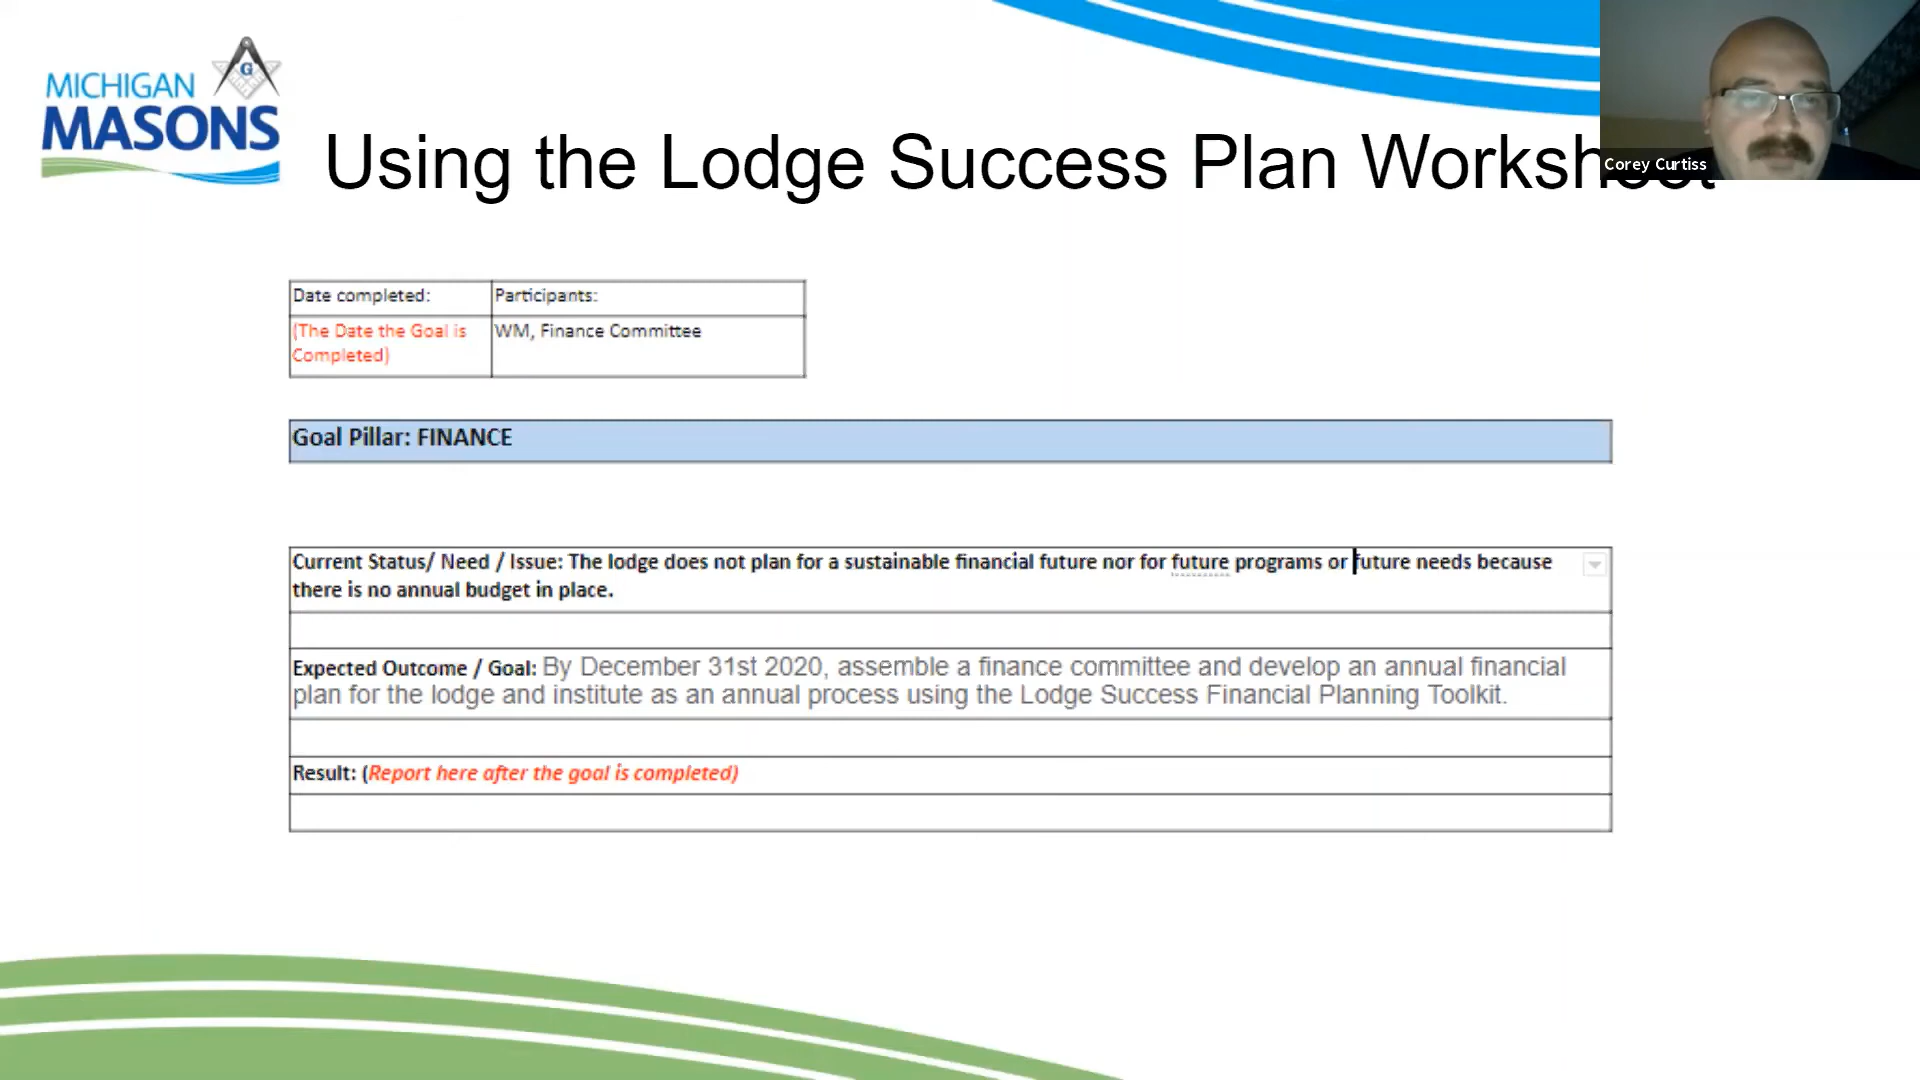 MICHIGAN
G
MASONS
Using the Lodge Success Plan
Corey Curtiss
Date completed:
Participants:
(The Date the Goal is
Completed)
WM, Finance Committee
Goal Pillar: FINANCE
Current Status/ Need / Issue: The lodge does not plan for a sustainable financial future nor for future programs or future needs because
there is no annual budget in place.
Expected Outcome / Goal: By December 31st 2020, assemble a finance committee and develop an annual financial
plan for the lodge and institute as an annual process using the Lodge Success Financial Planning Toolkit.
Result: (Report here after the goal is completed)